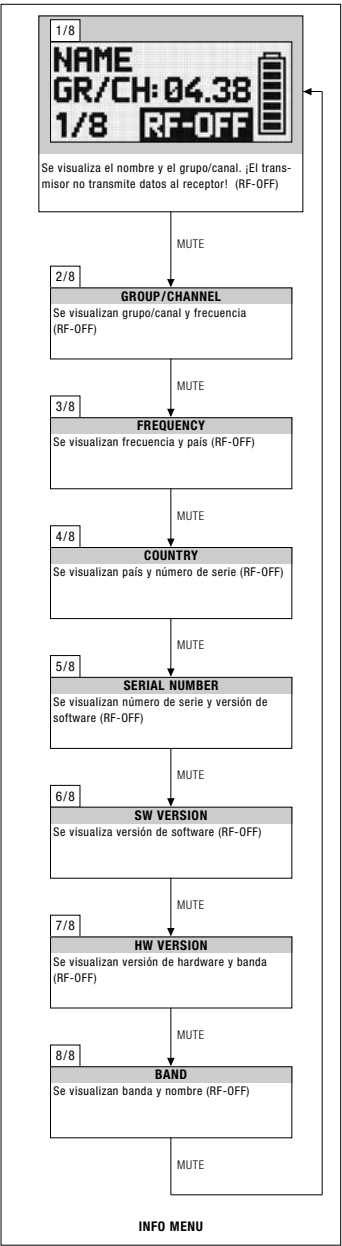 1/8
NAME
GR/CH:04.38
1/8 RF-OFF
Se visualiza el nombre y el grupo/canal. ¡El trans-
misor no transmite datos al receptor! (RF-OFF)
MUTE
2/8
GROUP/CHANNEL
Se visualizan grupo/canal y frecuencia
(RF-OFF)
MUTE
3/8
FREQUENCY
Se visualizan frecuencia y país (RF-OFF)
MUTE
4/8
COUNTRY
Se visualizan país y número de serie (RF-OFF)
MUTE
5/8
SERIAL NUMBER
Se visualizan número de serie y versión de
software (RF-OFF)
MUTE
6/8
SW VERSION
Se visualiza versión de software (RF-OFF)
MUTE
7/8
HW VERSION
Se visualizan versión de hardware y banda
(RF-OFF)
MUTE
8/8
BAND
Se visualizan banda y nombre (RF-OFF)
MUTE
INFO MENU